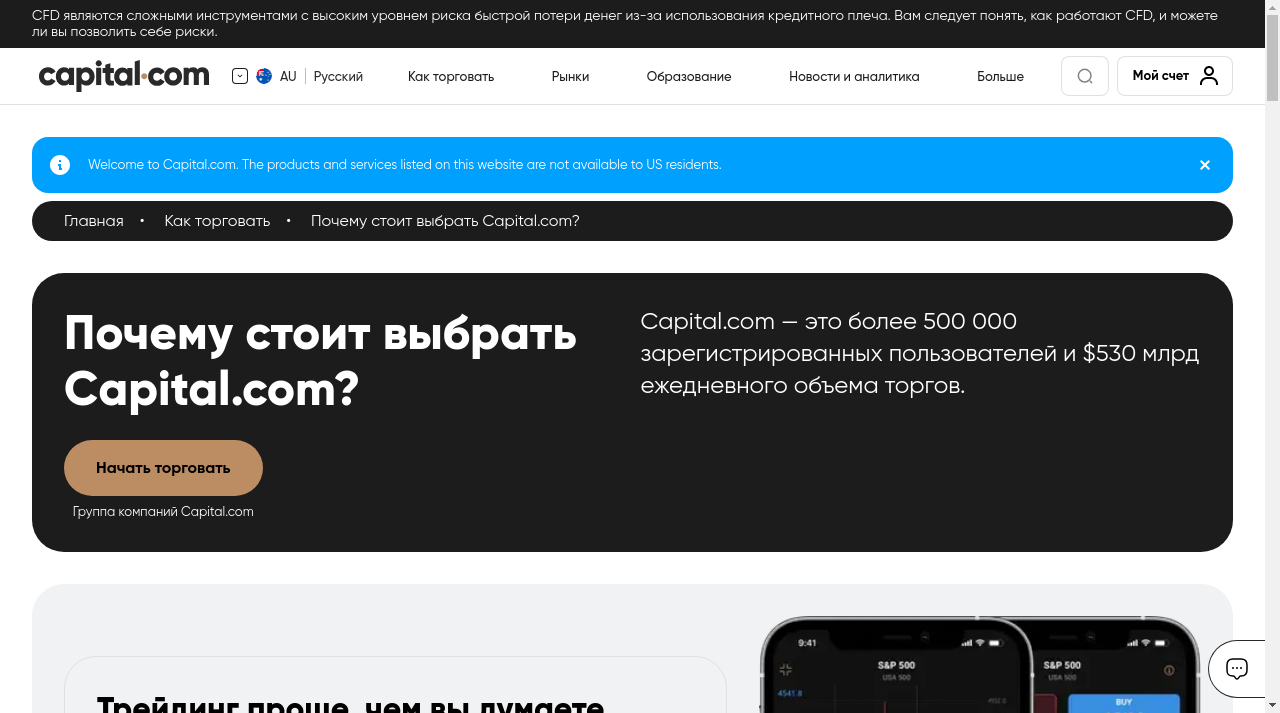 CFD являются сложными инструментами с высоким уровнем риска быстрой потери денег из-за использования кредитного плеча. Вам следует понять, как работают CFD, и можете
ли вы позволить себе риски.
capital.com
AU
Русский
Как торговать
Рынки
Образование
Новости и аналитика
Больше
Мой счет
Welcome to Capital.com. The products and services listed on this website are not available to US residents.
Главная • Как торговать • Почему стоит выбрать Capital.com?
Почему стоит выбрать
Capital.com?
Capital.com — это более 500 000
зарегистрированных пользователей и $530 млрд
ежедневного объема торгов.
Начать торговать
Группа компаний Capital.com
Трейдинг проще, чем вы думаете
9:41
S&P 500
USA 500
4541.8
S&P 500
USA 500
BUY